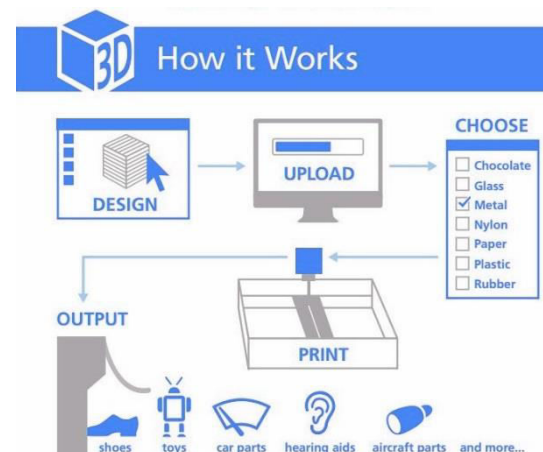 3D
How it Works
DESIGN
UPLOAD
CHOOSE
Chocolate
Glass
Metal
Nylon
Paper
Plastic
Rubber
PRINT
OUTPUT
shoes
toys
car parts
hearing aids
aircraft parts
and more...